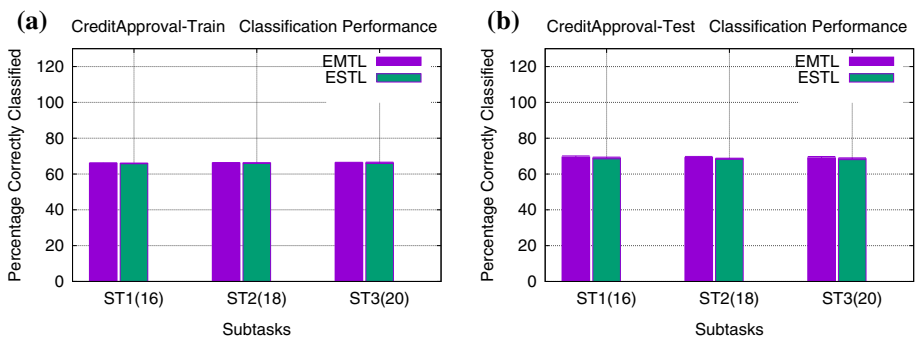 (a)
CreditApproval-Train Classification Performance
Percentage Correctly Classified
120
100
80
60
40
20
0
EMTL
ESTL
ST1(16) ST2(18) ST3(20)
Subtasks
(b)
CreditApproval-Test Classification Performance
Percentage Correctly Classified
120
100
80
60
40
20
0
EMTL
ESTL
ST1(16) ST2(18) ST3(20)
Subtasks